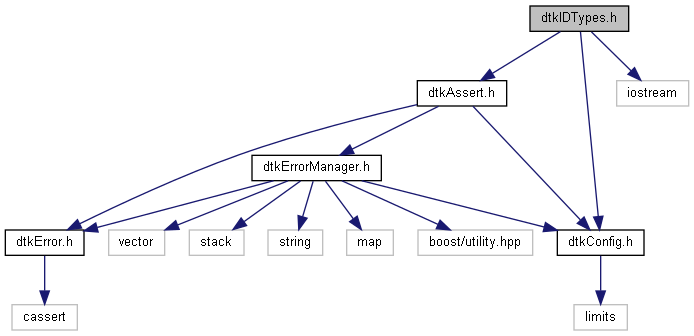 dtkIDTypes.h
dtkAssert.h
iostream
dtkErrorManager.h
dtkError.h
vector
stack
string
map
boost/utility.hpp
dtkConfig.h
cassert
limits